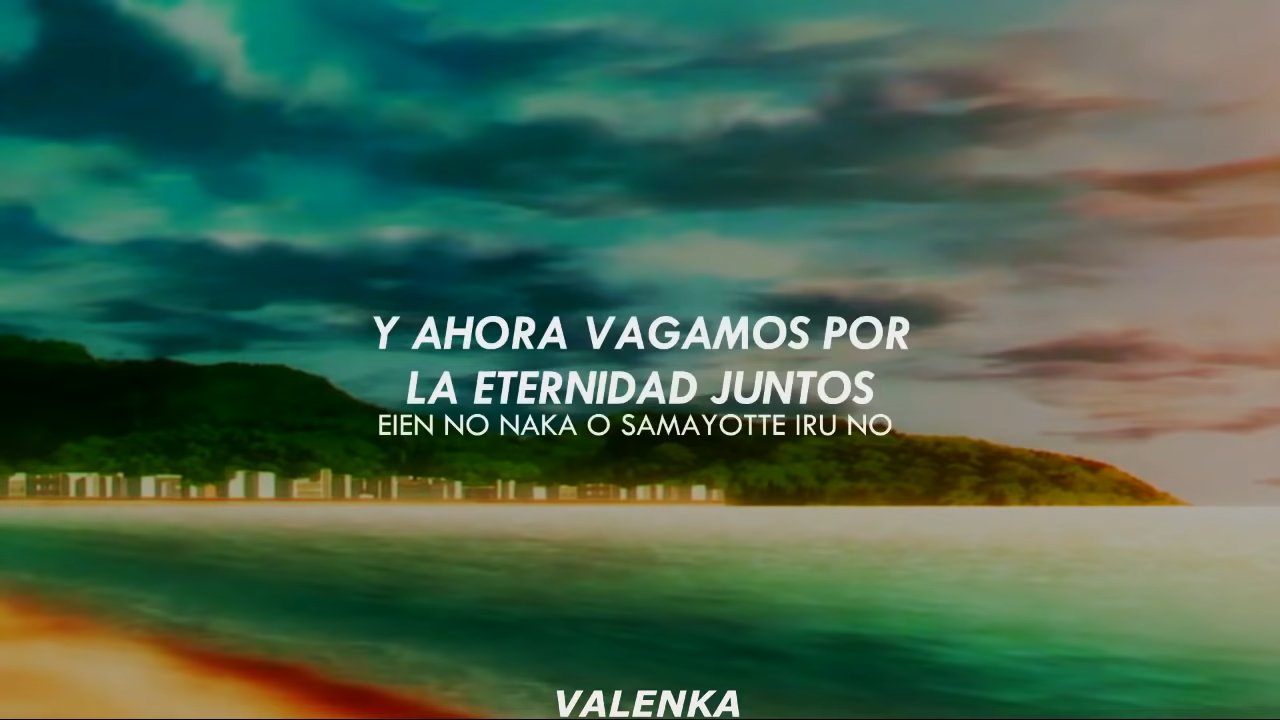 Y AHORA VAGAMOS POR
LA ETERNIDAD JUNTOS
EIEN NO NAKA O SAMAYOTTE IRU NO
VALENKA